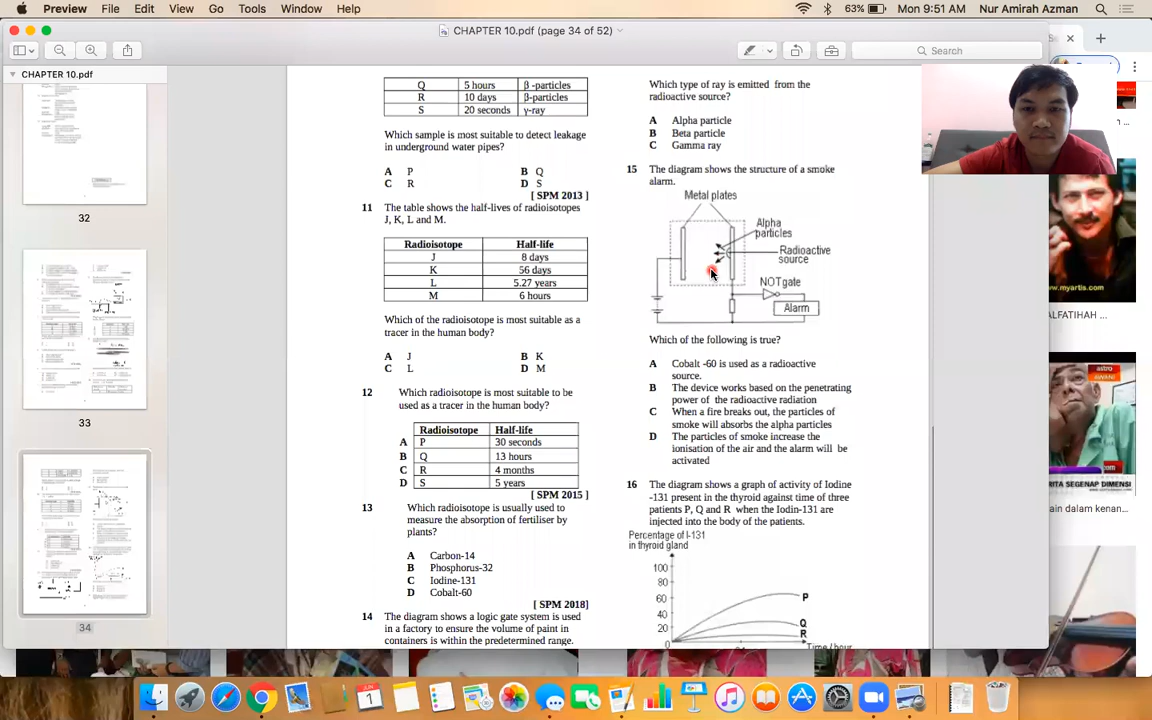 Preview File Edit View Go Tools Window Help
63% Mon 9:51 AM Nur Amirah Azman
CHAPTER 10.pdf (page 34 of 52)
Search
CHAPTER 10.pdf
32
33
34
Q 5 hours β -particles
R 10 days β-particles
S 20 seconds γ-ray
Which sample is most suitable to detect leakage
in underground water pipes?
A P B Q
C R D S
[ SPM 2013 ]
11 The table shows the half-lives of radioisotopes
J, K, L and M.
Radioisotope Half-life
J 8 days
K 56 days
L 5.27 years
M 6 hours
Which of the radioisotope is most suitable as a
tracer in the human body?
A J B K
C L D M
12 Which radioisotope is most suitable to be
used as a tracer in the human body?
Radioisotope Half-life
A P 30 seconds
B Q 13 hours
C R 4 months
D S 5 years
[ SPM 2015 ]
13 Which radioisotope is usually used to
measure the absorption of fertiliser by
plants?
A Carbon-14
B Phosphorus-32
C Iodine-131
D Cobalt-60
[ SPM 2018]
14 The diagram shows a logic gate system is used
in a factory to ensure the volume of paint in
containers is within the predetermined range.
Which type of ray is emitted from the
radioactive source?
A Alpha particle
B Beta particle
C Gamma ray
15 The diagram shows the structure of a smoke
alarm.
Metal plates
Alpha
particles
Radioactive
source
NOT gate
Alarm
Which of the following is true?
A Cobalt -60 is used as a radioactive
source.
B The device works based on the penetrating
power of the radioactive radiation
C When a fire breaks out, the particles of
smoke will absorbs the alpha particles
D The particles of smoke increase the
ionisation of the air and the alarm will be
activated
16 The diagram shows a graph of activity of Iodine
-131 present in the thyroid against time of three
patients P, Q and R when the Iodin-131 are
injected into the body of the patients.
Percentage of I-131
in thyroid gland
100
80
60
40
20
0
P
Q
R
Time / hour
www.myartis.com
ALFATIHAH ...
astro
AWANI
RITA SEGENAP DIMENSI
ain dalam kenan...
JUN
1